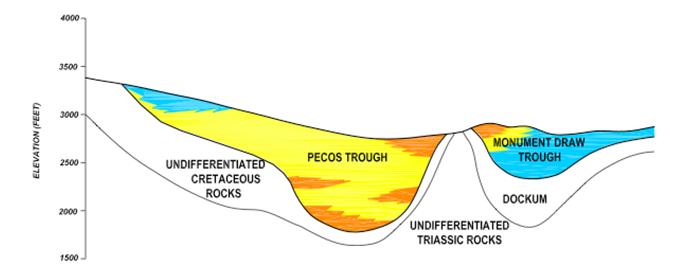 4000
3500
3000
2500
2000
1500
ELEVATION (FEET)
UNDIFFERENTIATED
CRETACEOUS
ROCKS
PECOS TROUGH
MONUMENT DRAW
TROUGH
DOCKUM
UNDIFFERENTIATED
TRIASSIC ROCKS